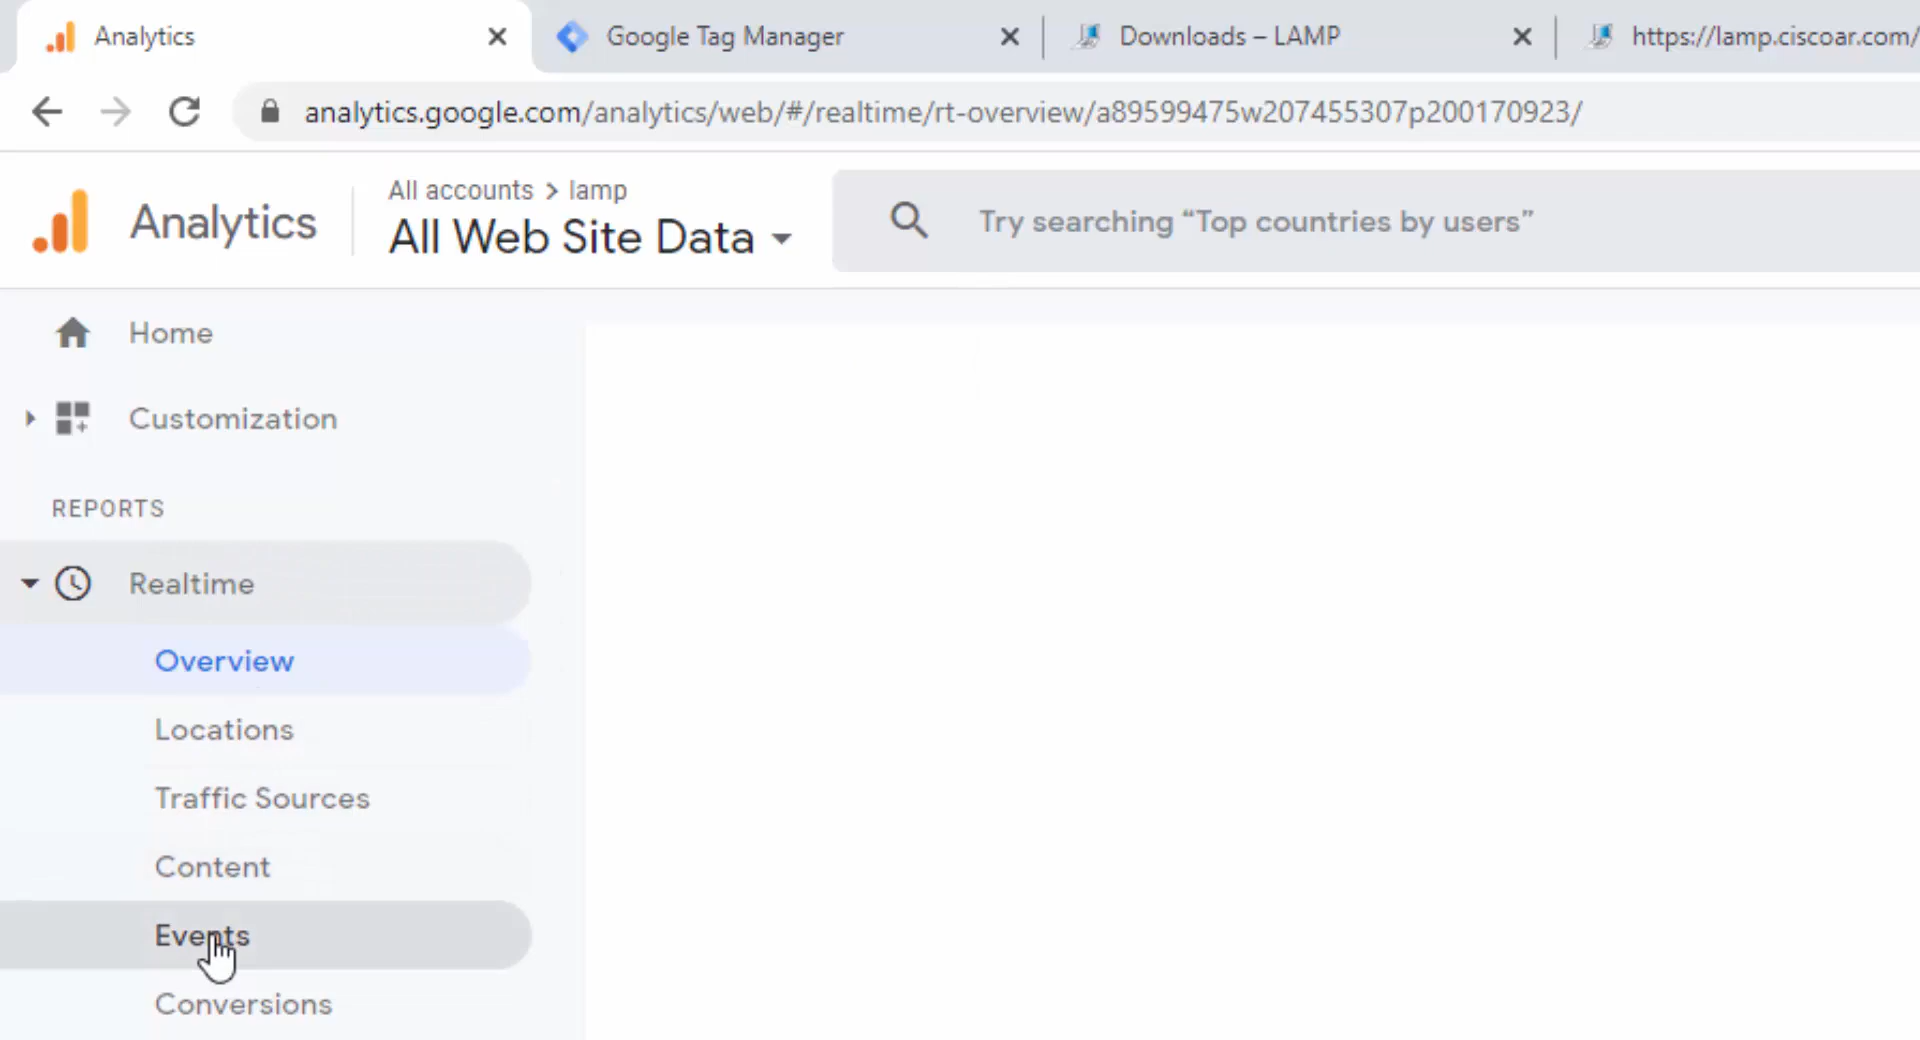 Analytics
Google Tag Manager
Downloads – LAMP
https://lamp.ciscoar.com/
analytics.google.com/analytics/web/#/realtime/rt-overview/a89599475w207455307p200170923/
Analytics
All accounts > lamp
All Web Site Data
Try searching “Top countries by users”
Home
Customization
REPORTS
Realtime
Overview
Locations
Traffic Sources
Content
Events
Conversions